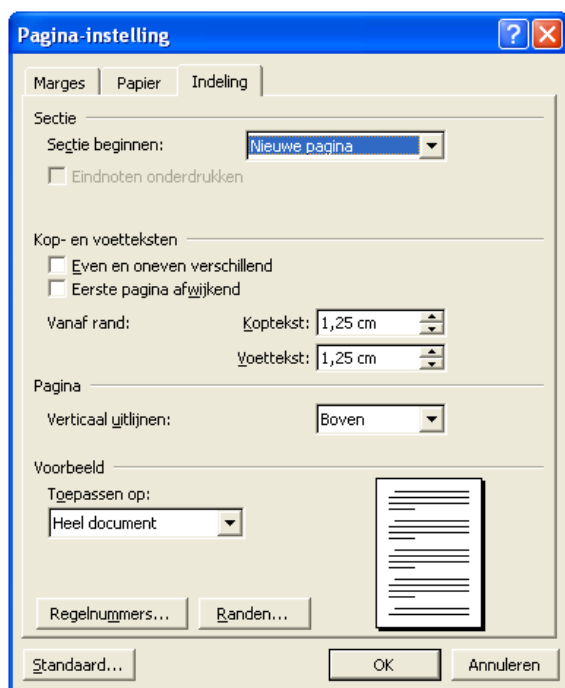 Pagina-instelling
Marges Papier Indeling
Sectie
Sectie beginnen: Nieuwe pagina
Eindnoten onderdrukken
Kop- en voetteksten
Even en oneven verschillend
Eerste pagina afwijkend
Vanaf rand: Koptekst: 1,25 cm
Voettekst: 1,25 cm
Pagina
Verticaal uitlijnen: Boven
Voorbeeld
Toepassen op:
Heel document
Regelnummers... Randen...
Standaard... OK Annuleren